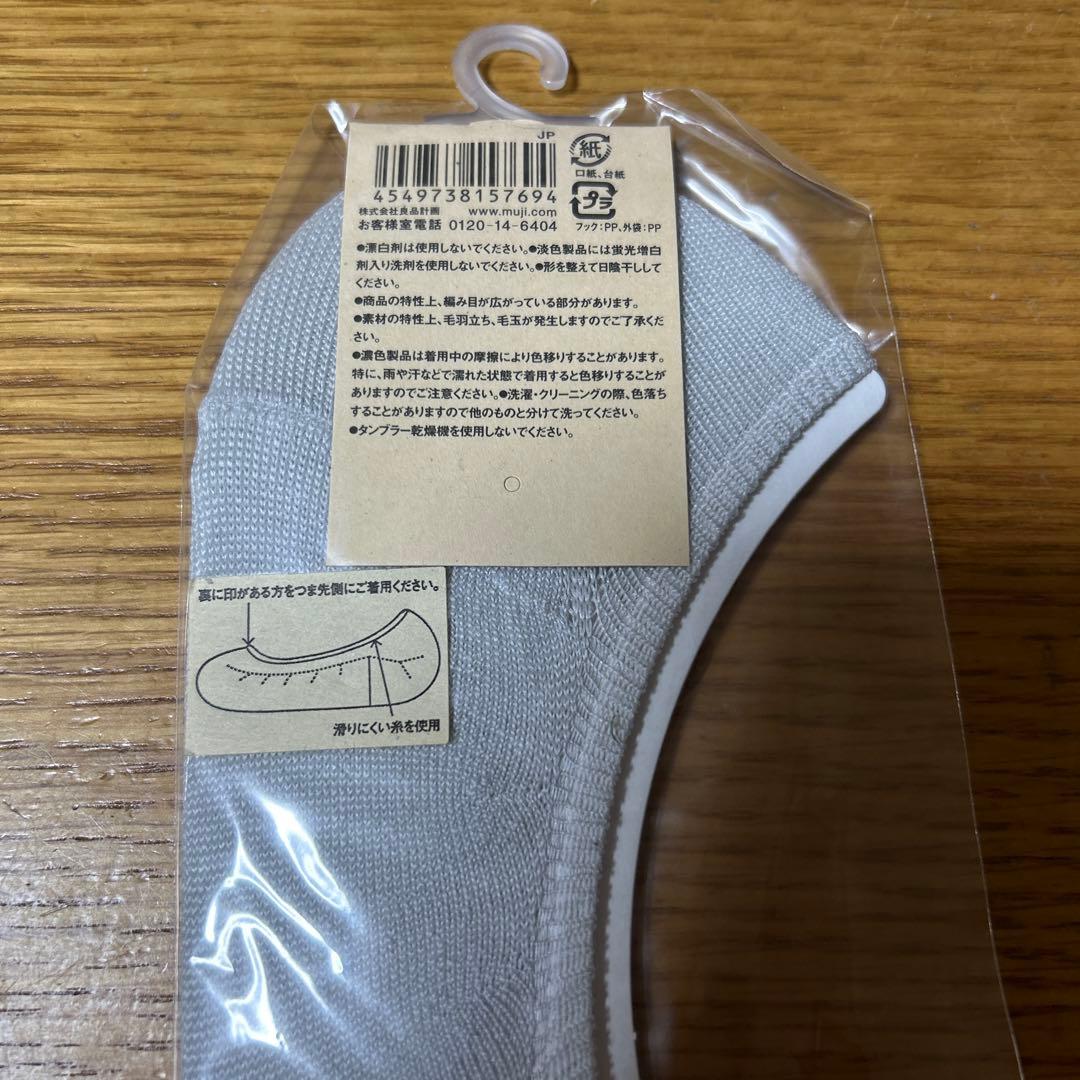 JP
4549738157694
株式会社良品計画 www.muji.com
お客様室電話 0120-14-6404
紙
口紙、台紙
プラ
フック:PP、外袋:PP
●漂白剤は使用しないでください。●淡色製品には蛍光増白
剤入り洗剤を使用しないでください。●形を整えて日陰干しして
ください。
●商品の特性上、編み目が広がっている部分があります。
●素材の特性上、毛羽立ち、毛玉が発生しますのでご了承くだ
さい。
●濃色製品は着用中の摩擦により色移りすることがあります。
特に、雨や汗などで濡れた状態で着用すると色移りすることが
ありますのでご注意ください。●洗濯・クリーニングの際、色落ち
することがありますので他のものと分けて洗ってください。
●タンブラー乾燥機を使用しないでください。
裏に印がある方をつま先側にご着用ください。
滑りにくい糸を使用